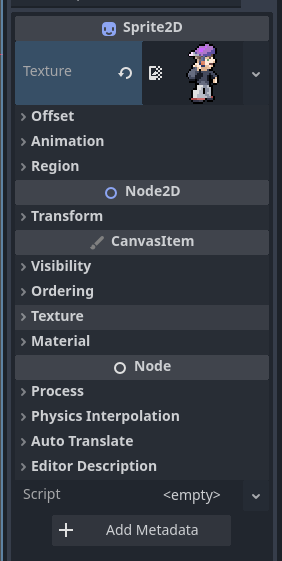 Sprite2D
Texture
Offset
Animation
Region
Node2D
Transform
CanvasItem
Visibility
Ordering
Texture
Material
Node
Process
Physics Interpolation
Auto Translate
Editor Description
Script <empty>
Add Metadata